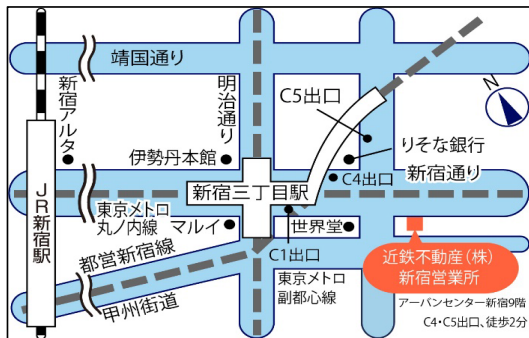 靖国通り
新宿アルタ
明治通り
C5出口
N
伊勢丹本館
りそな銀行
新宿通り
C4出口
JR新宿駅
新宿三丁目駅
東京メトロ
丸ノ内線
マルイ
世界堂
C1出口
都営新宿線
甲州街道
東京メトロ
副都心線
近鉄不動産(株)
新宿営業所
アーバンセンター新宿9階
C4・C5出口、徒歩2分